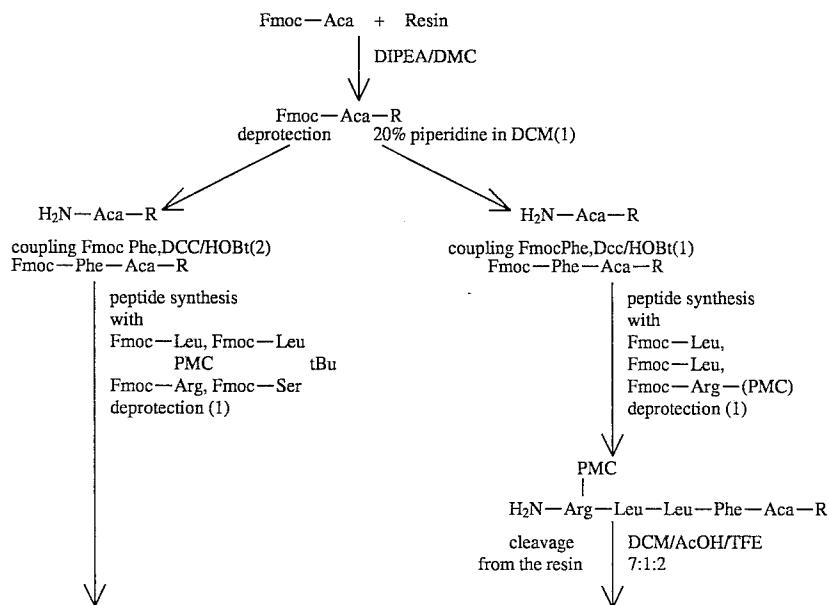 Fmoc—Aca + Resin
DIPEA/DMC
Fmoc—Aca—R
deprotection 20% piperidine in DCM(1)
H₂N—Aca—R
coupling Fmoc Phe,DCC/HOBt(2)
Fmoc—Phe—Aca—R
peptide synthesis
with
Fmoc—Leu, Fmoc—Leu
PMC tBu
Fmoc—Arg, Fmoc—Ser
deprotection (1)
H₂N—Aca—R
coupling FmocPhe,Dcc/HOBt(1)
Fmoc—Phe—Aca—R
peptide synthesis
with
Fmoc—Leu,
Fmoc—Leu,
Fmoc—Arg—(PMC)
deprotection (1)
PMC
H₂N—Arg—Leu—Leu—Phe—Aca—R
cleavage DCM/AcOH/TFE
from the resin 7:1:2